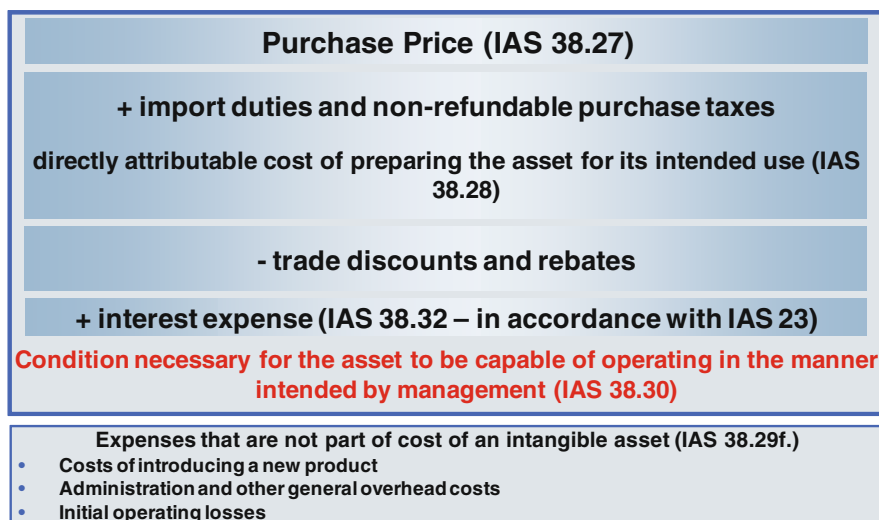 Purchase Price (IAS 38.27)
+ import duties and non-refundable purchase taxes
directly attributable cost of preparing the asset for its intended use (IAS
38.28)
- trade discounts and rebates
+ interest expense (IAS 38.32 – in accordance with IAS 23)
Condition necessary for the asset to be capable of operating in the manner
intended by management (IAS 38.30)
Expenses that are not part of cost of an intangible asset (IAS 38.29f.)
• Costs of introducing a new product
• Administration and other general overhead costs
• Initial operating losses